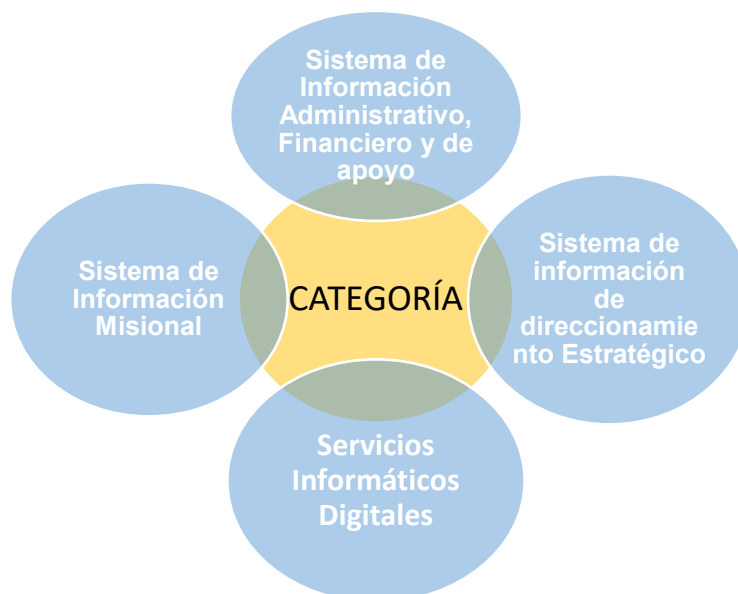 Sistema de
Información
Administrativo,
Financiero y de
apoyo
Sistema de
Información
Misional
CATEGORÍA
Sistema de
información
de
direccionamie
nto Estratégico
Servicios
Informáticos
Digitales